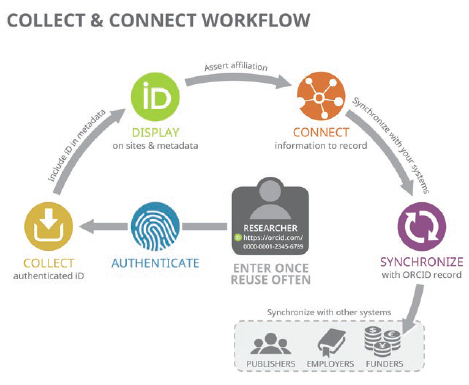 COLLECT & CONNECT WORKFLOW
Assert affiliation
iD
DISPLAY
on sites & metadata
CONNECT
information to record
Include iD in metadata
Synchronize with your systems
RESEARCHER
iD https://orcid.com/
0000-0001-2345-6789
COLLECT
authenticated iD
AUTHENTICATE
ENTER ONCE
REUSE OFTEN
SYNCHRONIZE
with ORCID record
Synchronize with other systems
PUBLISHERS EMPLOYERS FUNDERS